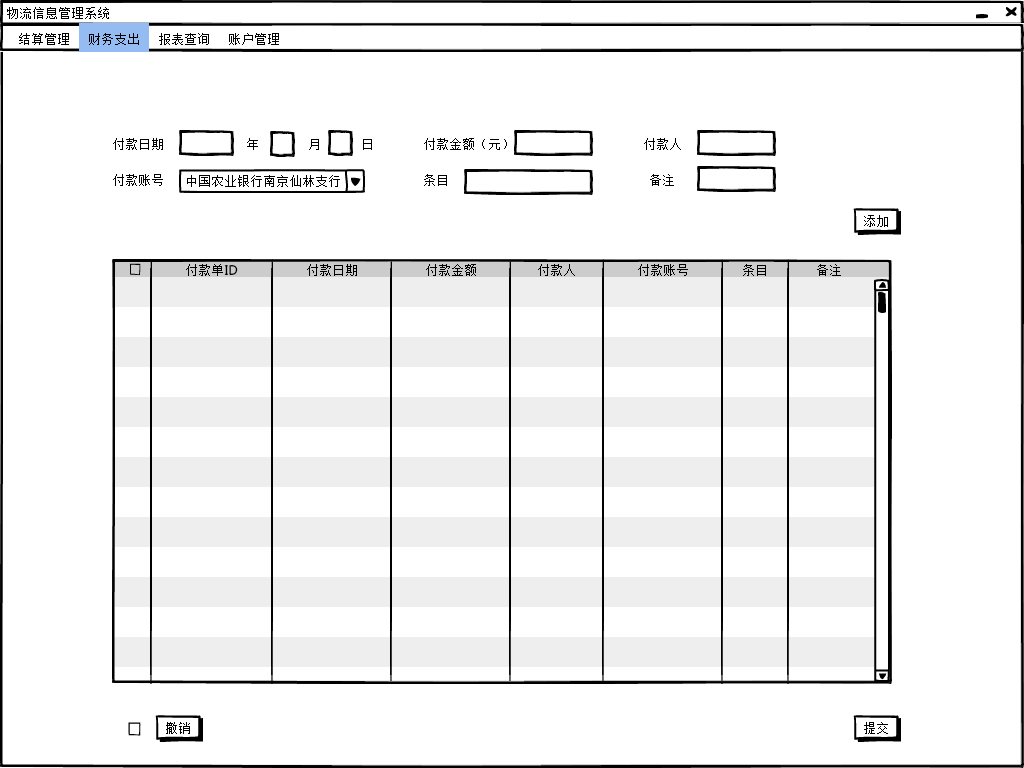 物流信息管理系统
结算管理 财务支出 报表查询 账户管理
付款日期 年 月 日 付款金额（元） 付款人
付款账号 中国农业银行南京仙林支行 条目 备注
添加
付款单ID 付款日期 付款金额 付款人 付款账号 条目 备注
撤销 提交